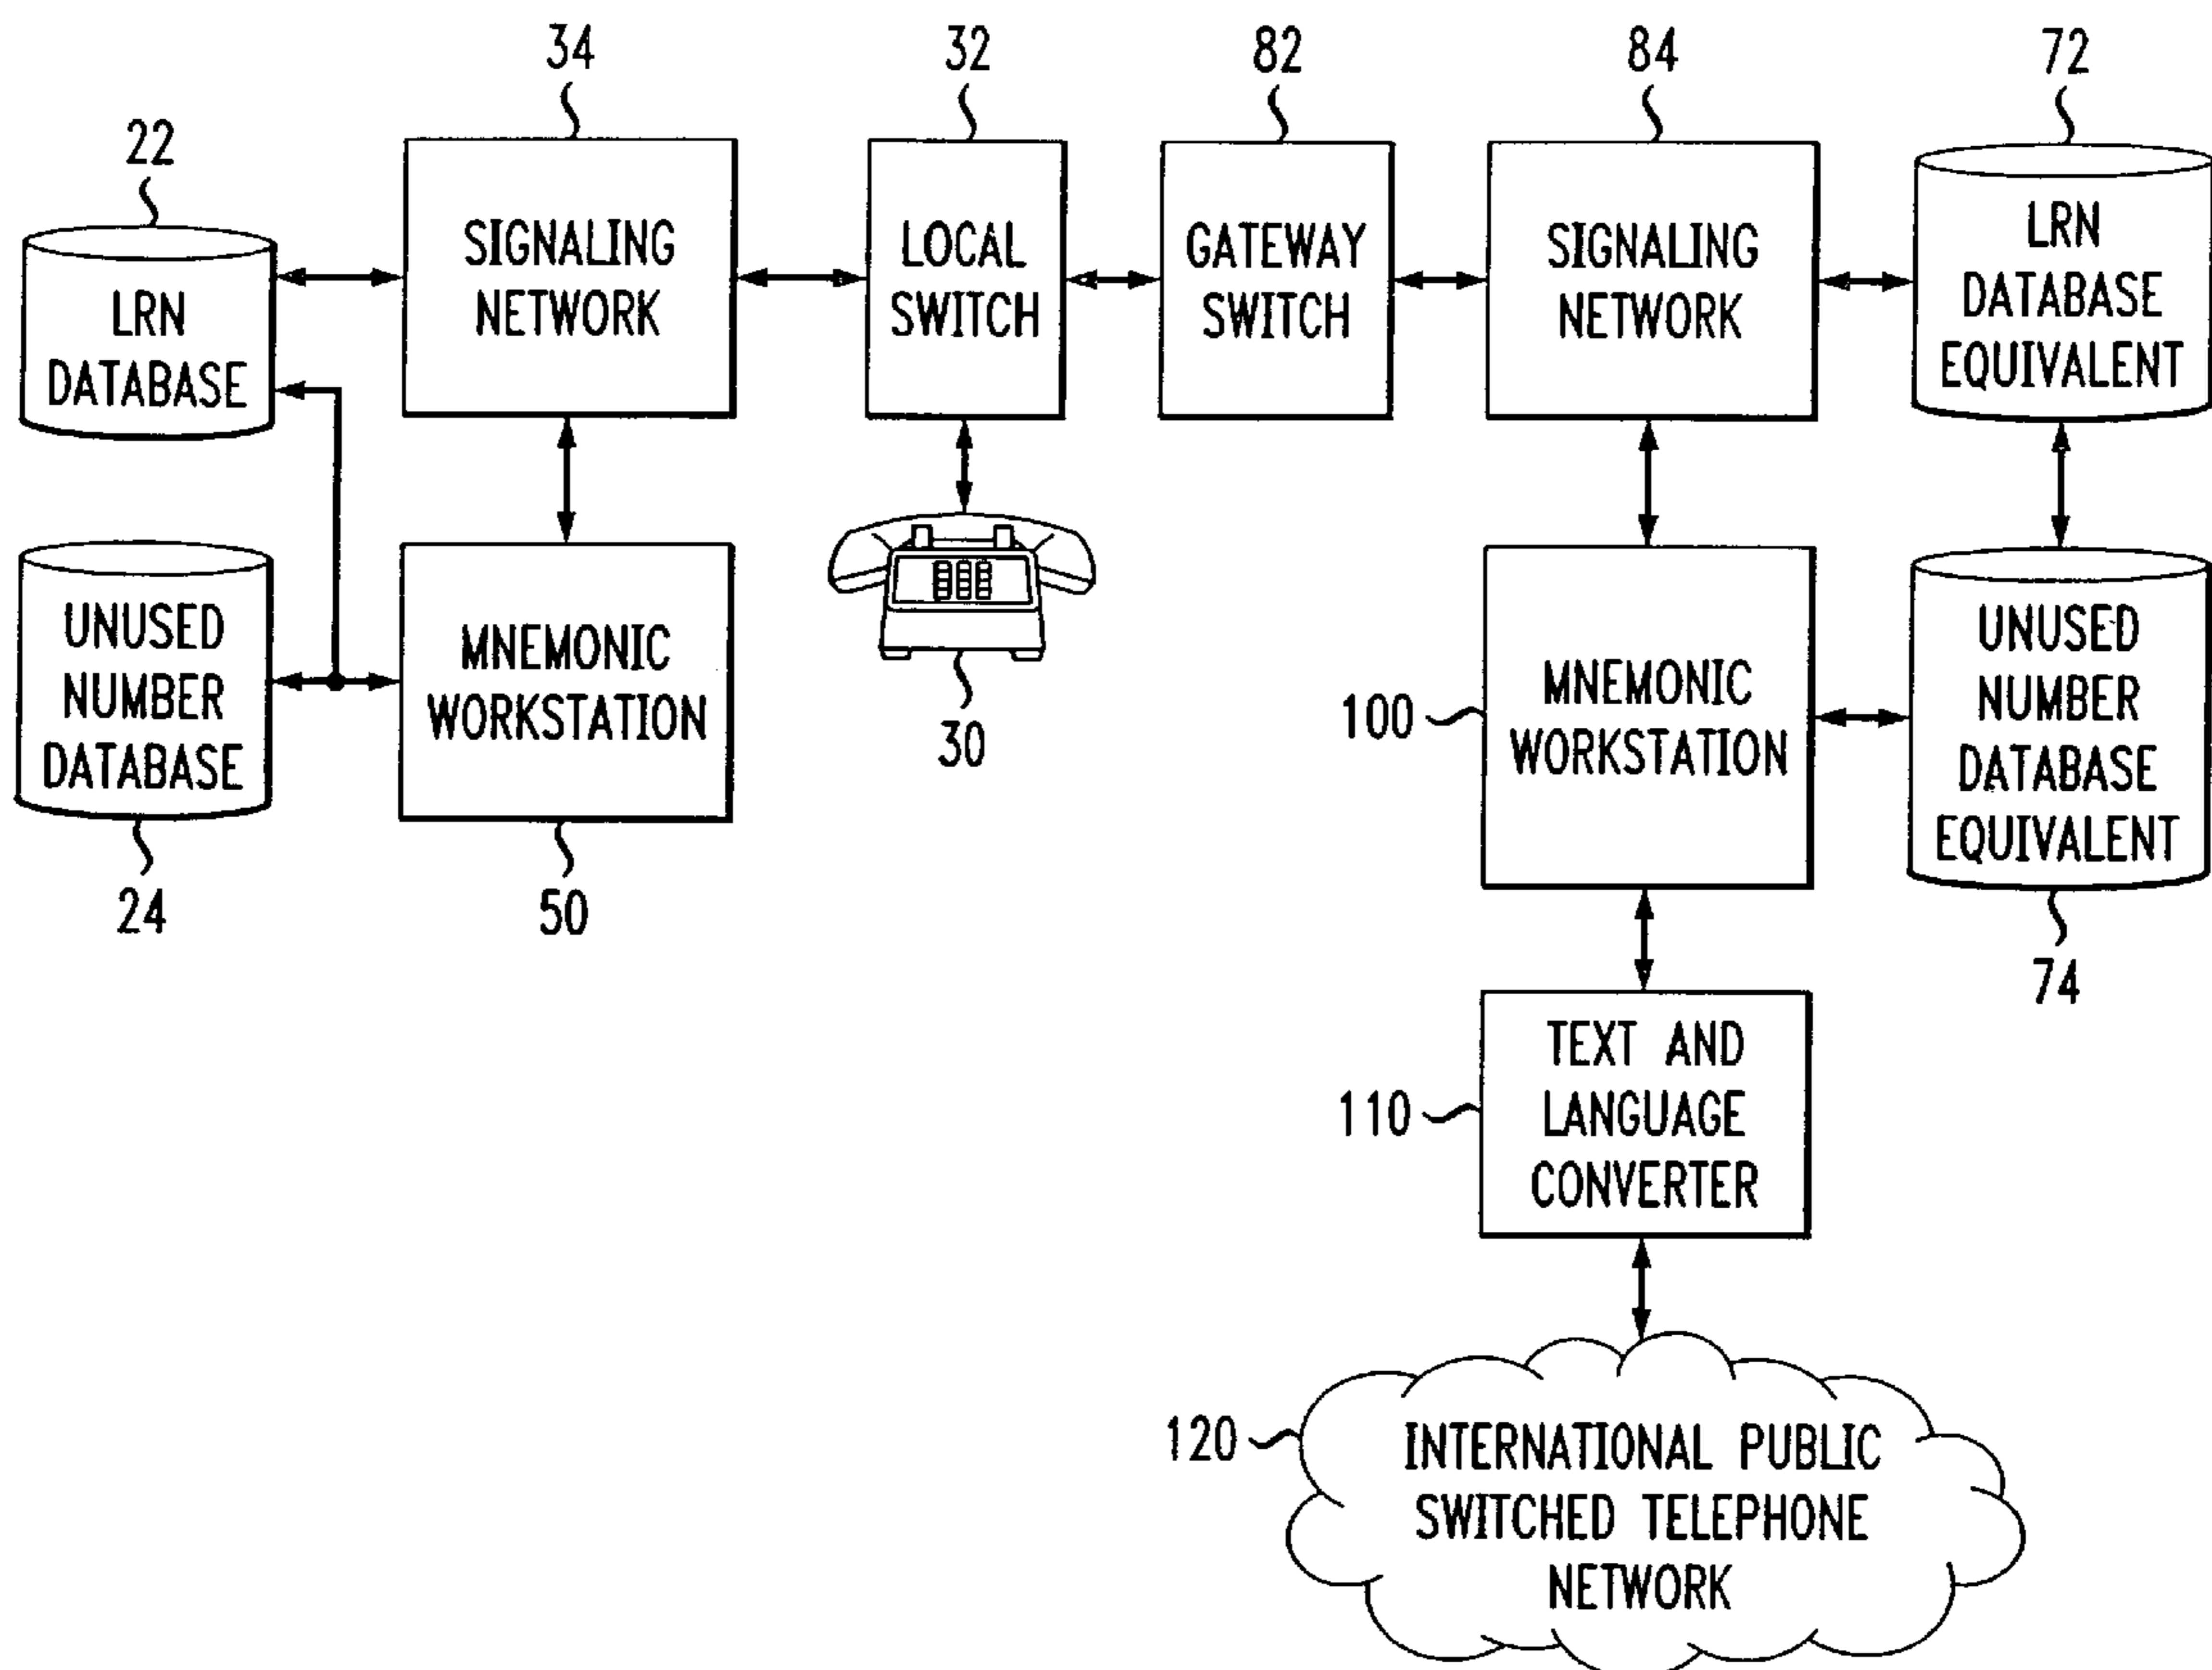 34
32
82
84
72
22
SIGNALING
NETWORK
LOCAL
SWITCH
GATEWAY
SWITCH
SIGNALING
NETWORK
LRN
DATABASE
EQUIVALENT
LRN
DATABASE
UNUSED
NUMBER
DATABASE
24
MNEMONIC
WORKSTATION
50
30
100
MNEMONIC
WORKSTATION
UNUSED
NUMBER
DATABASE
EQUIVALENT
74
110
TEXT AND
LANGUAGE
CONVERTER
120
INTERNATIONAL PUBLIC
SWITCHED TELEPHONE
NETWORK